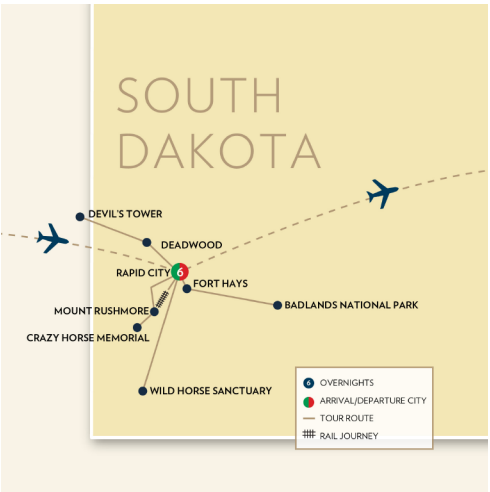 SOUTH
DAKOTA
DEVIL'S TOWER
DEADWOOD
RAPID CITY
6
FORT HAYS
BADLANDS NATIONAL PARK
MOUNT RUSHMORE
CRAZY HORSE MEMORIAL
WILD HORSE SANCTUARY
6 OVERNIGHTS
ARRIVAL/DEPARTURE CITY
TOUR ROUTE
RAIL JOURNEY